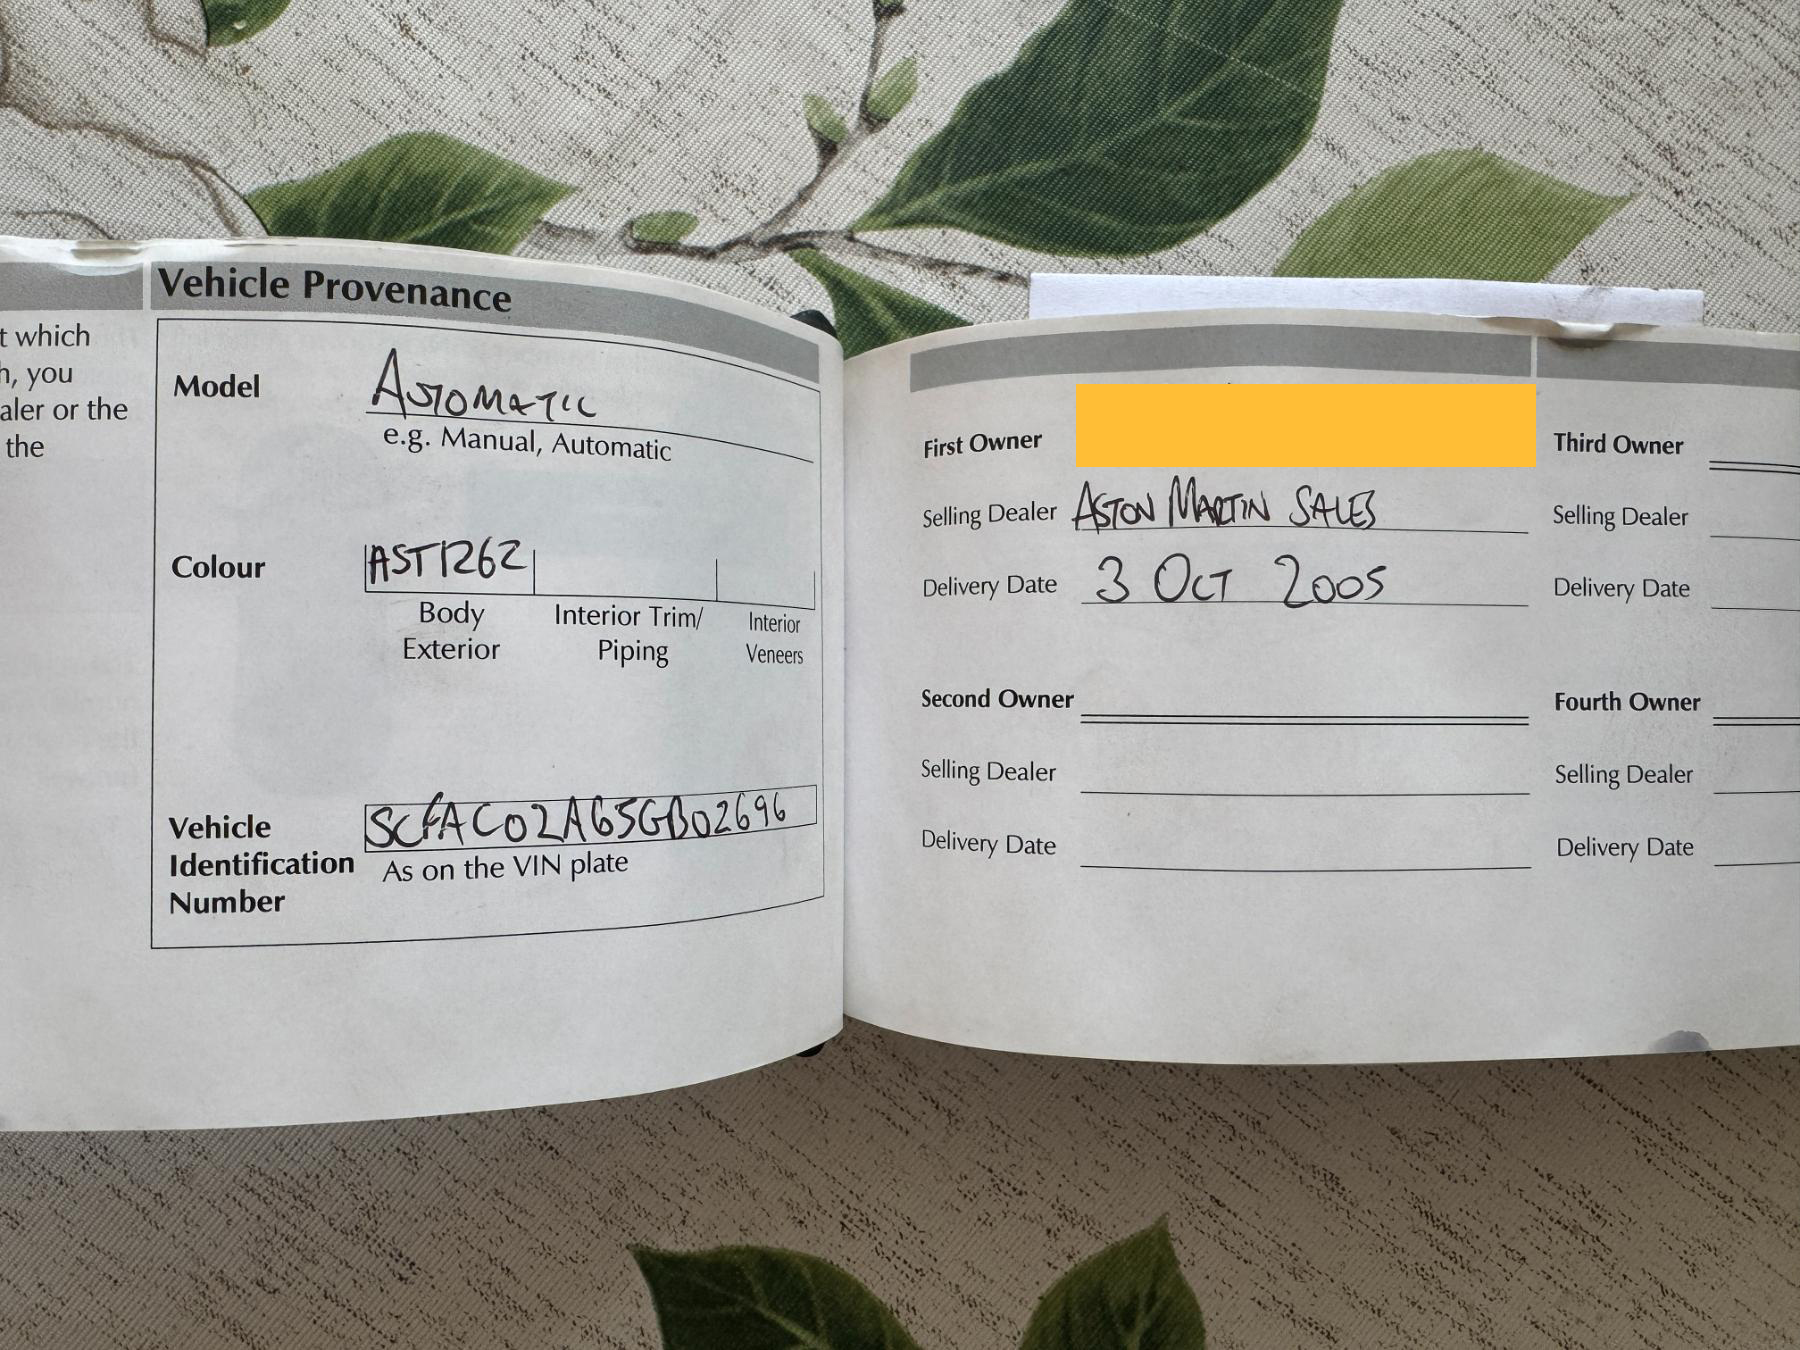 t which
h, you
aler or the
the
Vehicle Provenance
Model AUTOMATIC
e.g. Manual, Automatic
Colour AST1262
Body Exterior
Interior Trim/ Piping
Interior Veneers
Vehicle Identification Number SCFAC02A65GB02696
As on the VIN plate
First Owner
Selling Dealer ASTON MARTIN SALES
Delivery Date 3 OCT 2005
Second Owner
Selling Dealer
Delivery Date
Third Owner
Selling Dealer
Delivery Date
Fourth Owner
Selling Dealer
Delivery Date